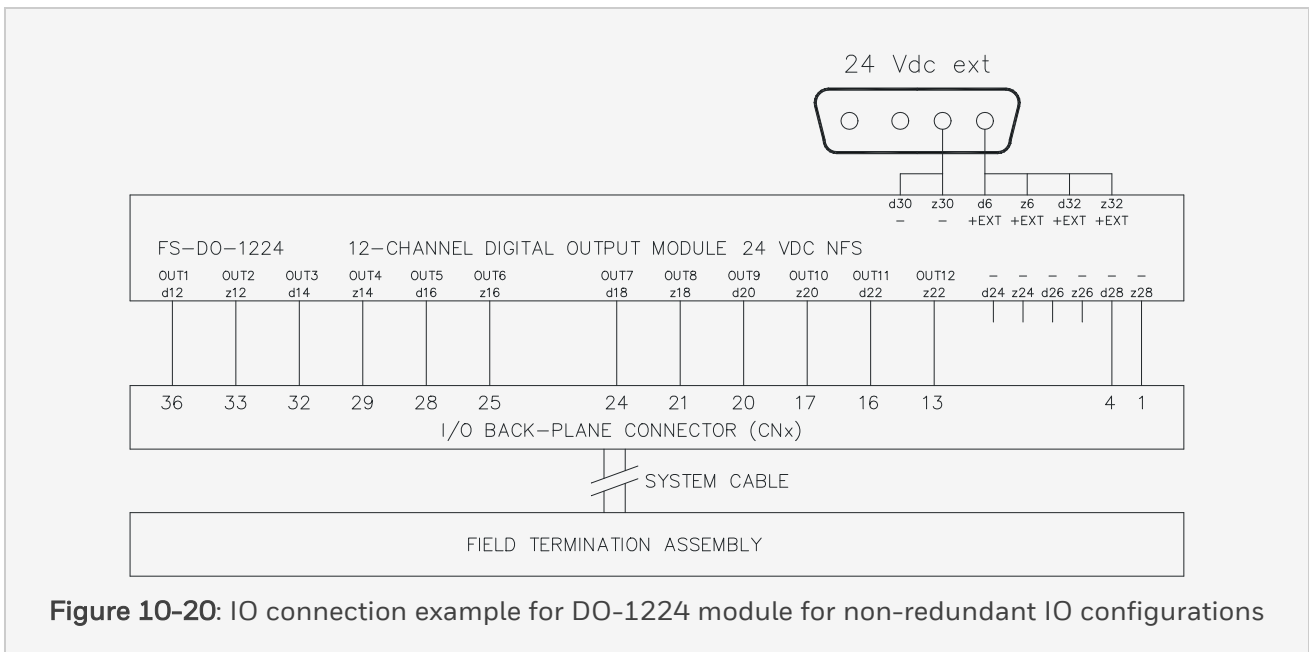 24 Vdc ext
d30 z30 d6 z6 d32 z32
– – +EXT +EXT +EXT +EXT
FS–DO–1224 12–CHANNEL DIGITAL OUTPUT MODULE 24 VDC NFS
OUT1 OUT2 OUT3 OUT4 OUT5 OUT6 OUT7 OUT8 OUT9 OUT10 OUT11 OUT12 – – – – – –
d12 z12 d14 z14 d16 z16 d18 z18 d20 z20 d22 z22 d24 z24 d26 z26 d28 z28
36 33 32 29 28 25 24 21 20 17 16 13 4 1
I/O BACK–PLANE CONNECTOR (CNx)
SYSTEM CABLE
FIELD TERMINATION ASSEMBLY
Figure 10-20: IO connection example for DO-1224 module for non-redundant IO configurations